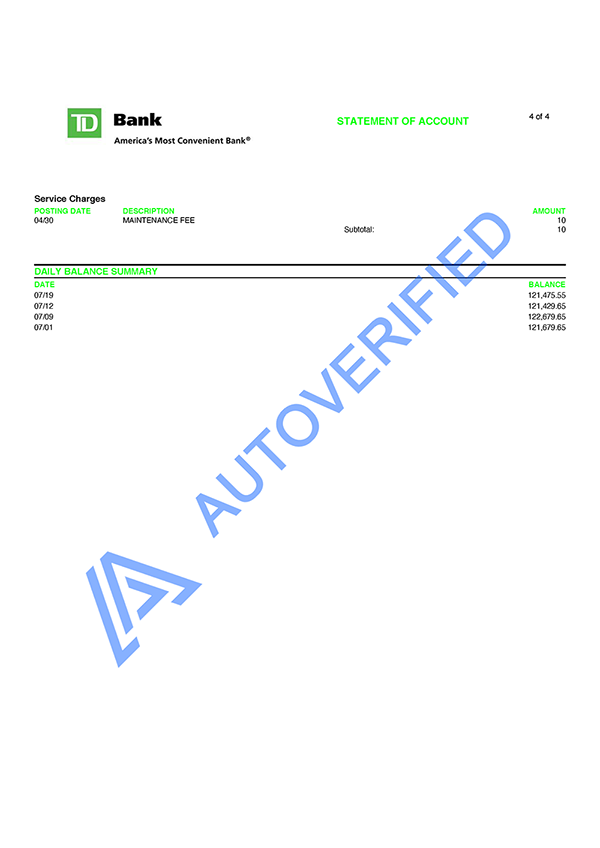 TD Bank
America's Most Convenient Bank®
STATEMENT OF ACCOUNT
4 of 4
Service Charges
POSTING DATE DESCRIPTION AMOUNT
04/30 MAINTENANCE FEE 10
Subtotal: 10
DAILY BALANCE SUMMARY
DATE BALANCE
07/19 121,475.55
07/12 121,429.65
07/09 122,679.65
07/01 121,679.65
AUTOVERIFIED